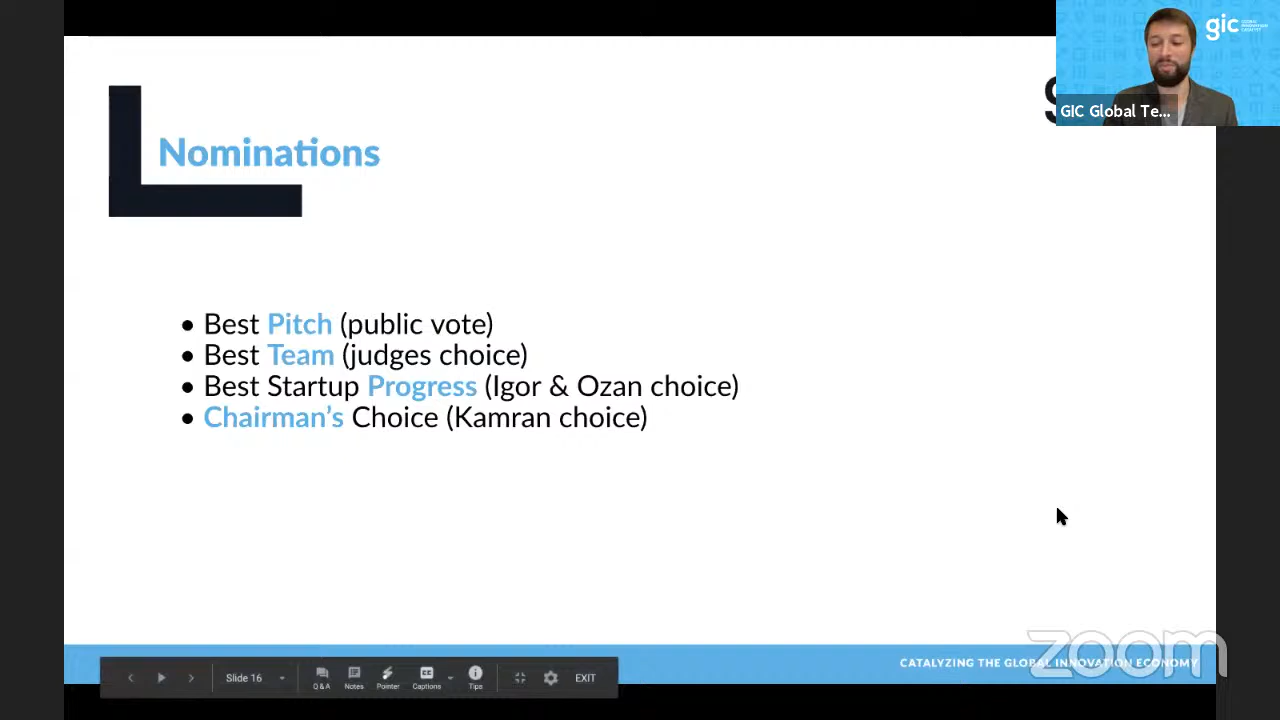 gic
GIC Global Te...
Nominations
• Best Pitch (public vote)
• Best Team (judges choice)
• Best Startup Progress (Igor & Ozan choice)
• Chairman's Choice (Kamran choice)
CATALYZING THE GLOBAL INNOVATION ECONOMY
zoom
Slide 16
Q & A
Notes
Pointer
CC
Captions
Tips
EXIT